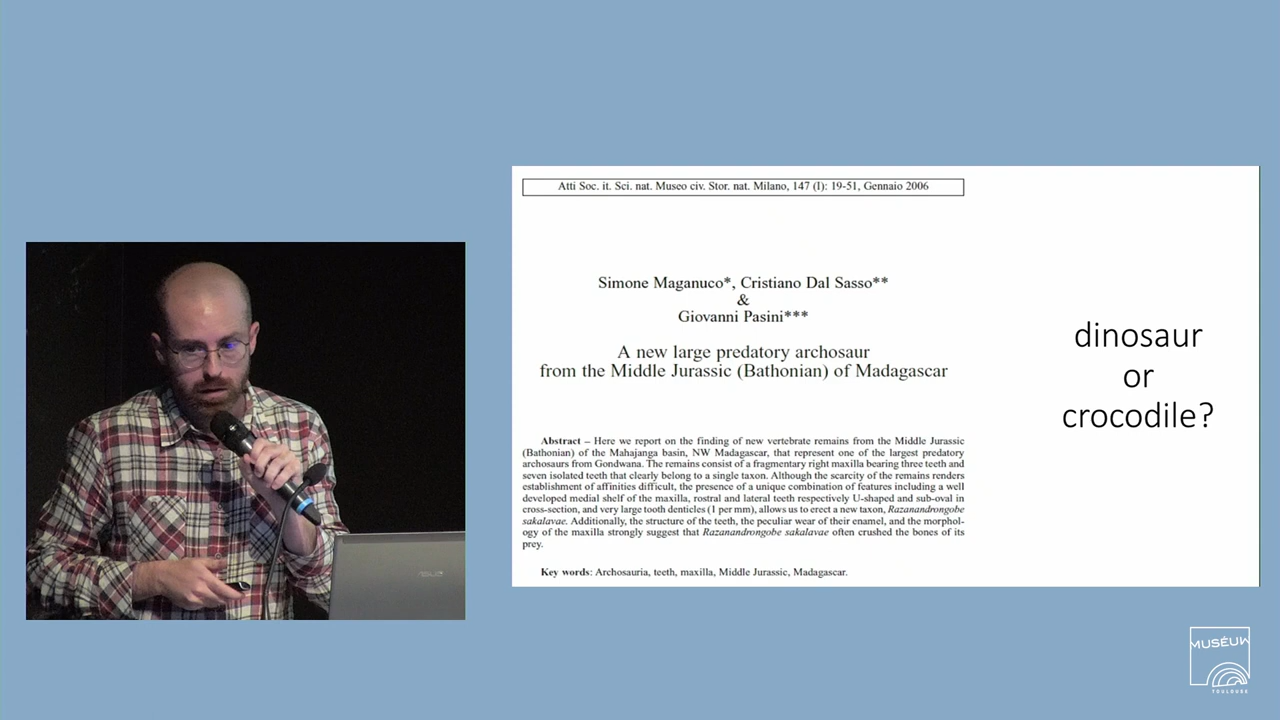 Atti Soc. it. Sci. nat. Museo civ. Stor. nat. Milano, 147 (I): 19-51, Gennaio 2006
Simone Maganuco*, Cristiano Dal Sasso**
&
Giovanni Pasini***
A new large predatory archosaur
from the Middle Jurassic (Bathonian) of Madagascar
Abstract – Here we report on the finding of new vertebrate remains from the Middle Jurassic
(Bathonian) of the Mahajanga basin, NW Madagascar, that represent one of the largest predatory
archosaurs from Gondwana. The remains consist of a fragmentary right maxilla bearing three teeth and
seven isolated teeth that clearly belong to a single taxon. Although the scarcity of the remains renders
establishment of affinities difficult, the presence of a unique combination of features including a well
developed medial shelf of the maxilla, rostral and lateral teeth respectively U-shaped and sub-oval in
cross-section, and very large tooth denticles (1 per mm), allows us to erect a new taxon, Razanandrongobe
sakalavae. Additionally, the structure of the teeth, the peculiar wear of their enamel, and the morphol-
ogy of the maxilla strongly suggest that Razanandrongobe sakalavae often crushed the bones of its
prey.
Key words: Archosauria, teeth, maxilla, Middle Jurassic, Madagascar.
dinosaur
or
crocodile?
MUSÉUM
TOULOUSE